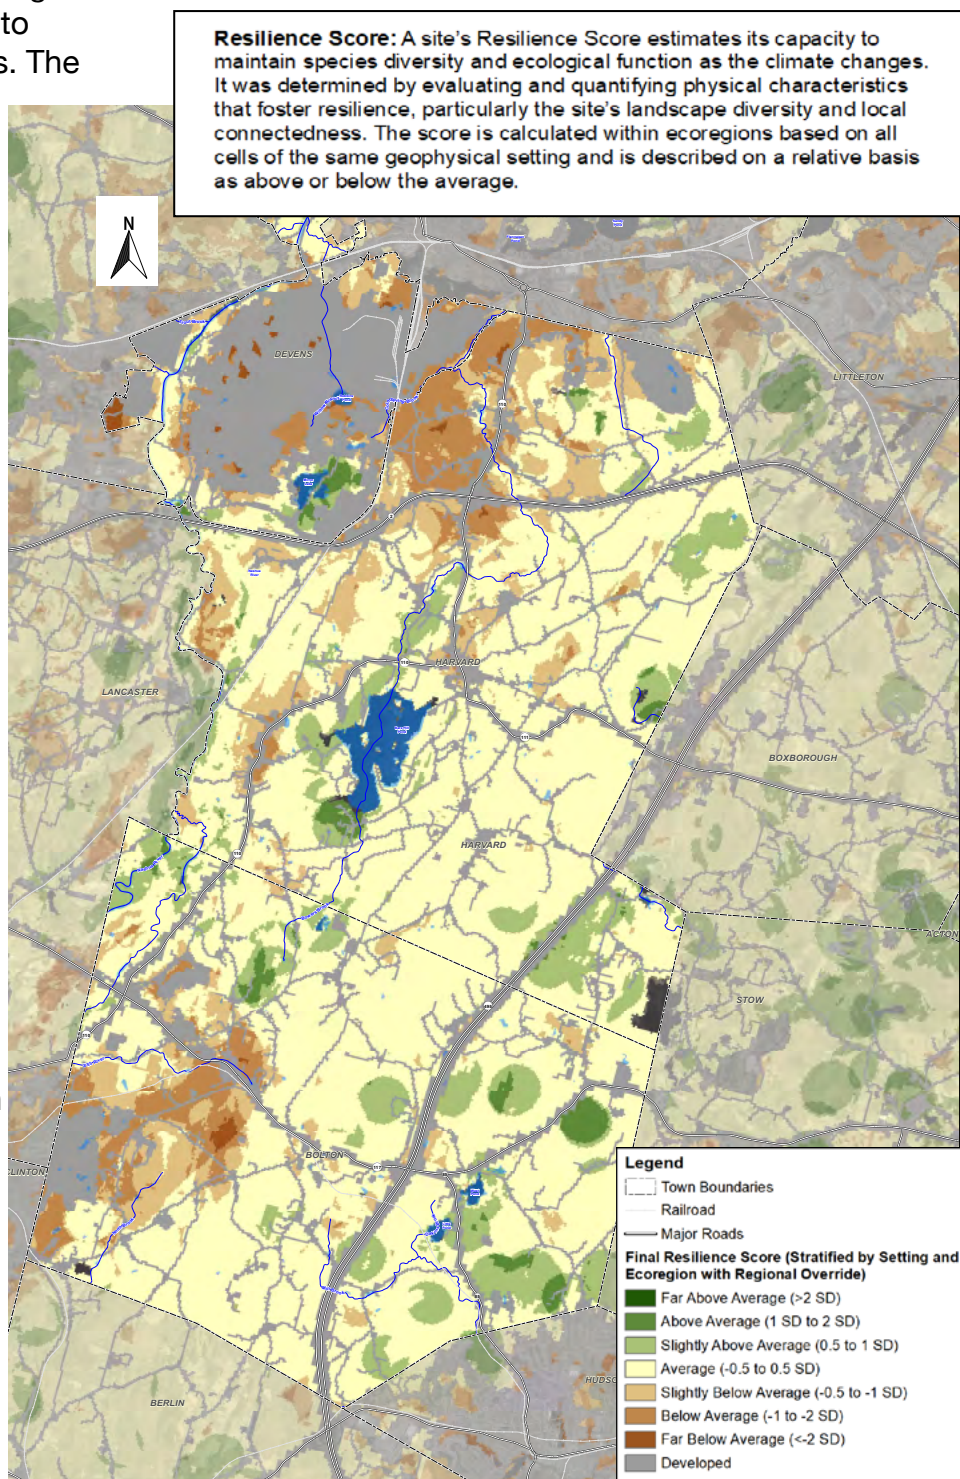 to
s. The
Resilience Score: A site's Resilience Score estimates its capacity to
maintain species diversity and ecological function as the climate changes.
It was determined by evaluating and quantifying physical characteristics
that foster resilience, particularly the site's landscape diversity and local
connectedness. The score is calculated within ecoregions based on all
cells of the same geophysical setting and is described on a relative basis
as above or below the average.
N
DEVENS
LITTLETON
LANCASTER
HARVARD
110
111
BOXBOROUGH
HARVARD
110
ACTON
STOW
495
110
CLINTON
BOLTON
117
HUDSO
BERLIN
Legend
Town Boundaries
Railroad
Major Roads
Final Resilience Score (Stratified by Setting and
Ecoregion with Regional Override)
Far Above Average (>2 SD)
Above Average (1 SD to 2 SD)
Slightly Above Average (0.5 to 1 SD)
Average (-0.5 to 0.5 SD)
Slightly Below Average (-0.5 to -1 SD)
Below Average (-1 to -2 SD)
Far Below Average (<-2 SD)
Developed